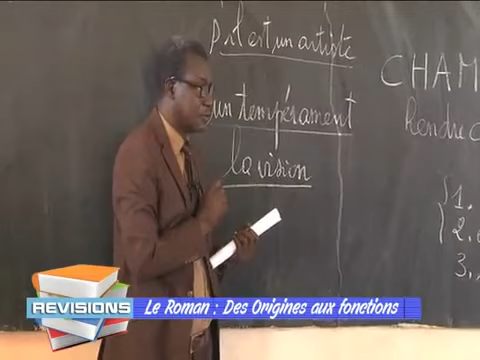 il est un artiste
un tempérament
la vision
CHAM
Rendre
1.
2.
3.
REVISIONS
Le Roman : Des Origines aux fonctions